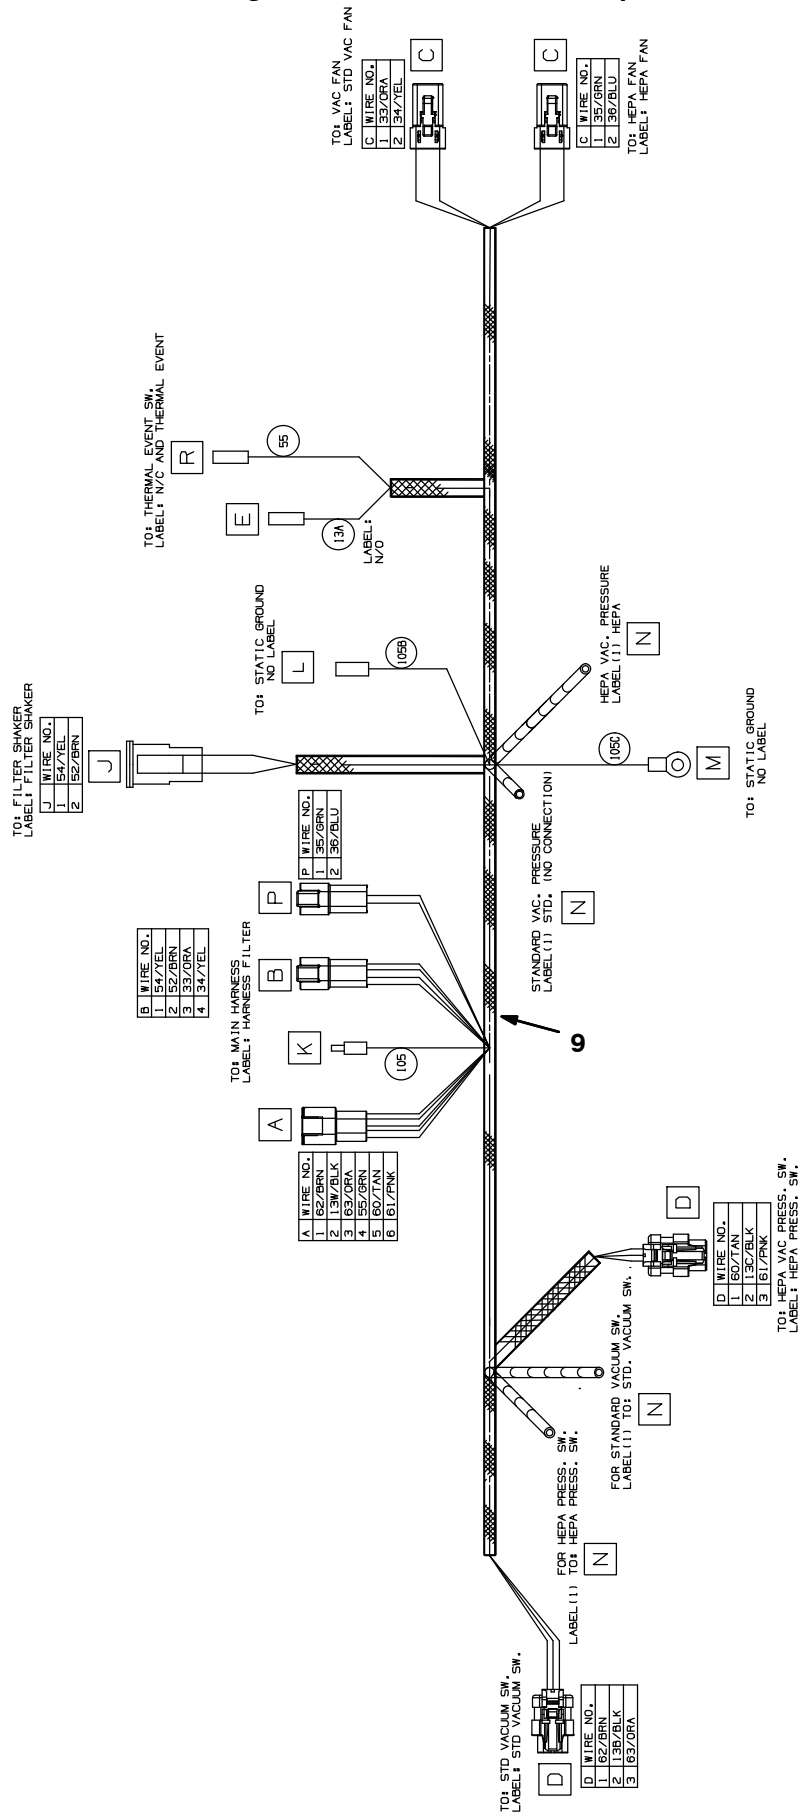 TO: VAC FAN
LABEL: STD VAC FAN
C WIRE NO.
1 33/ORA
2 34/YEL
C
C
C WIRE NO.
1 35/GRN
2 36/BLU
TO: HEPA FAN
LABEL: HEPA FAN
TO: THERMAL EVENT SW.
LABEL: N/C AND THERMAL EVENT
R
55
E
13A
LABEL:
N/O
TO: STATIC GROUND
NO LABEL
L
105B
HEPA VAC. PRESSURE
LABEL(1) HEPA
N
105C
M
TO: STATIC GROUND
NO LABEL
TO: FILTER SHAKER
LABEL: FILTER SHAKER
J WIRE NO.
1 54/YEL
2 52/BRN
J
STANDARD VAC. PRESSURE
LABEL(1) STD. (NO CONNECTION)
N
P WIRE NO.
1 35/GRN
2 36/BLU
P
B WIRE NO.
1 54/YEL
2 52/BRN
3 33/ORA
4 34/YEL
B
TO: MAIN HARNESS
LABEL: HARNESS FILTER
K
105
9
A
A WIRE NO.
1 62/BRN
2 13W/BLK
3 63/ORA
4 55/GRN
5 60/TAN
6 61/PNK
D
D WIRE NO.
1 60/TAN
2 13C/BLK
3 61/PNK
TO: HEPA VAC PRESS. SW.
LABEL: HEPA PRESS. SW.
FOR STANDARD VACUUM SW.
LABEL(1) TO: STD. VACUUM SW.
N
FOR HEPA PRESS. SW.
LABEL(1) TO: HEPA PRESS. SW.
N
TO: STD VACUUM SW.
LABEL: STD VACUUM SW.
D
D WIRE NO.
1 62/BRN
2 13B/BLK
3 63/ORA